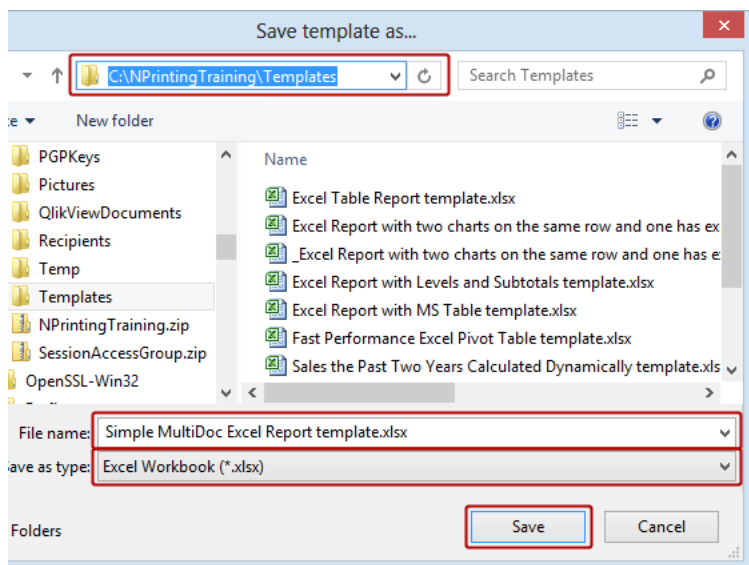 Save template as...
C:\NPrintingTraining\Templates
Search Templates
New folder
PGPKeys
Pictures
QlikViewDocuments
Recipients
Temp
Templates
NPrintingTraining.zip
SessionAccessGroup.zip
OpenSSL-Win32
Name
Excel Table Report template.xlsx
Excel Report with two charts on the same row and one has ex
_Excel Report with two charts on the same row and one has e
Excel Report with Levels and Subtotals template.xlsx
Excel Report with MS Table template.xlsx
Fast Performance Excel Pivot Table template.xlsx
Sales the Past Two Years Calculated Dynamically template.xls
File name: Simple MultiDoc Excel Report template.xlsx
ave as type: Excel Workbook (*.xlsx)
Folders
Save
Cancel